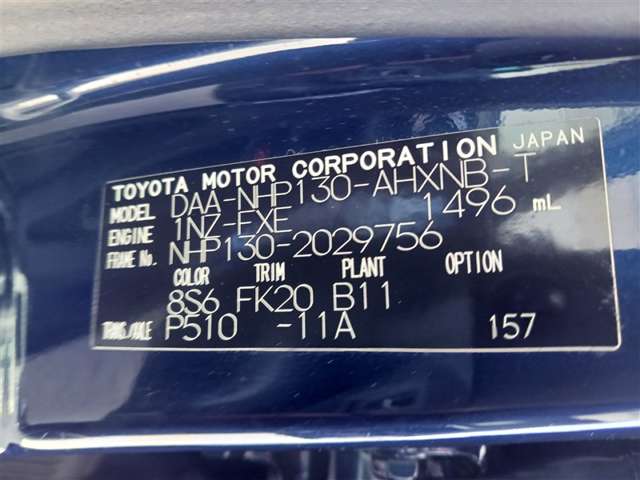 TOYOTA MOTOR CORPORATION JAPAN
MODEL DAA-NHP130-AHXNB-T
ENGINE 1NZ-FXE 1496 mL
FRAME No. NHP130-2029756
COLOR TRIM PLANT OPTION
8S6 FK20 B11
TRANS./AXLE P510 -11A 157